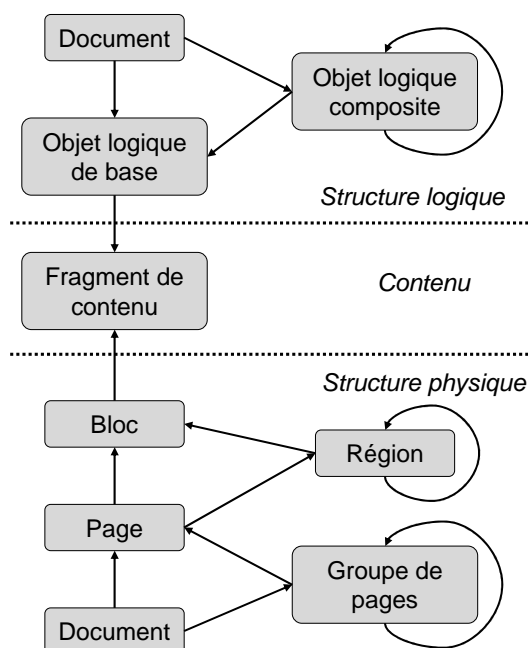 Document
Objet logique
composite
Objet logique
de base
Structure logique
Fragment de
contenu
Contenu
Structure physique
Bloc
Région
Page
Groupe de
pages
Document